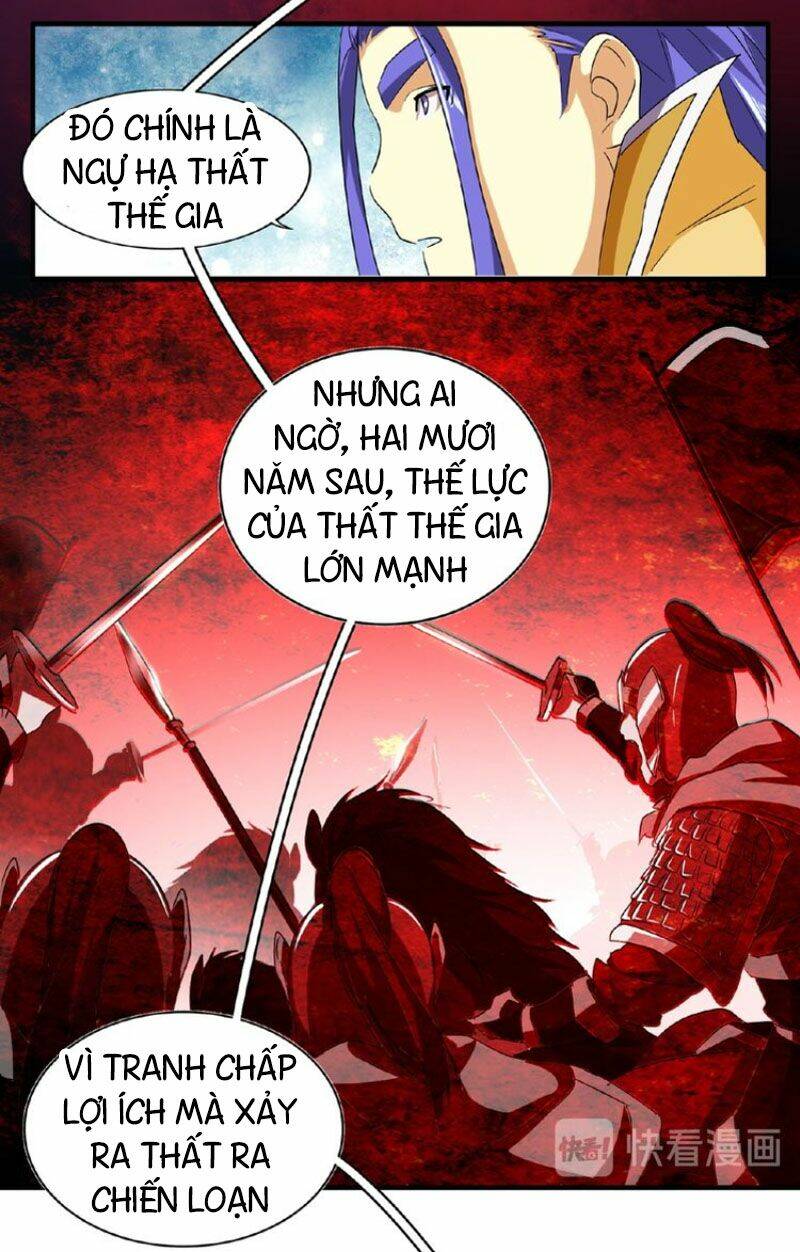 ĐÓ CHÍNH LÀ
NGỰ HẠ THẤT
THẾ GIA
NHƯNG AI
NGỜ, HAI MƯƠI
NĂM SAU, THẾ LỰC
CỦA THẤT THẾ GIA
LỚN MẠNH
VÌ TRANH CHẤP
LỢI ÍCH MÀ XẢY
RA THẤT RA
CHIẾN LOẠN
快看! 快看漫画